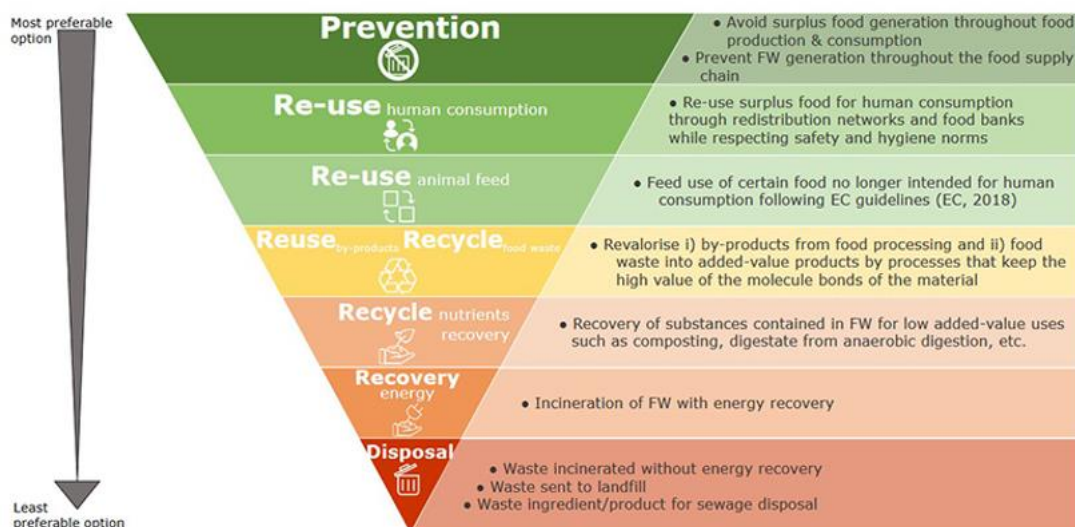 Most preferable
option
Prevention
● Avoid surplus food generation throughout food
production & consumption
● Prevent FW generation throughout the food supply
chain
Re-use human consumption
● Re-use surplus food for human consumption
through redistribution networks and food banks
while respecting safety and hygiene norms
Re-use animal feed
● Feed use of certain food no longer intended for human
consumption following EC guidelines (EC, 2018)
Reuse by-products Recycle food waste
● Revalorise i) by-products from food processing and ii) food
waste into added-value products by processes that keep the
high value of the molecule bonds of the material
Recycle nutrients
recovery
● Recovery of substances contained in FW for low added-value uses
such as composting, digestate from anaerobic digestion, etc.
Recovery
energy
● Incineration of FW with energy recovery
Disposal
● Waste incinerated without energy recovery
● Waste sent to landfill
● Waste ingredient/product for sewage disposal
Least
preferable option